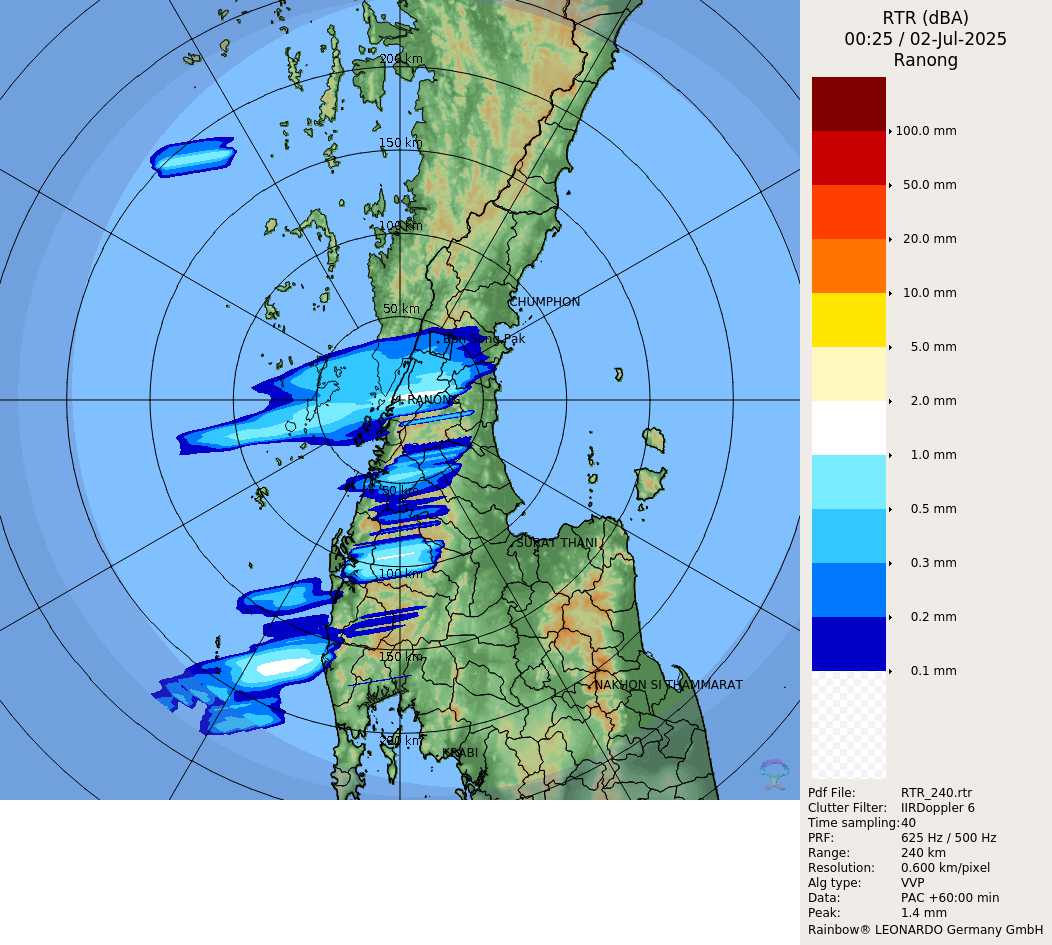 RTR (dBA)
00:25 / 02-Jul-2025
Ranong
200 km
150 km
100 km
50 km
CHUMPHON
RANONG
50 km
SURAT THANI
100 km
150 km
NAKHON SI THAMMARAT
200 km
KRABI
100.0 mm
50.0 mm
20.0 mm
10.0 mm
5.0 mm
2.0 mm
1.0 mm
0.5 mm
0.3 mm
0.2 mm
0.1 mm
Pdf File: RTR_240.rtr
Clutter Filter: IIRDoppler 6
Time sampling:40
PRF: 625 Hz / 500 Hz
Range: 240 km
Resolution: 0.600 km/pixel
Alg type: VVP
Data: PAC +60:00 min
Peak: 1.4 mm
Rainbow® LEONARDO Germany GmbH